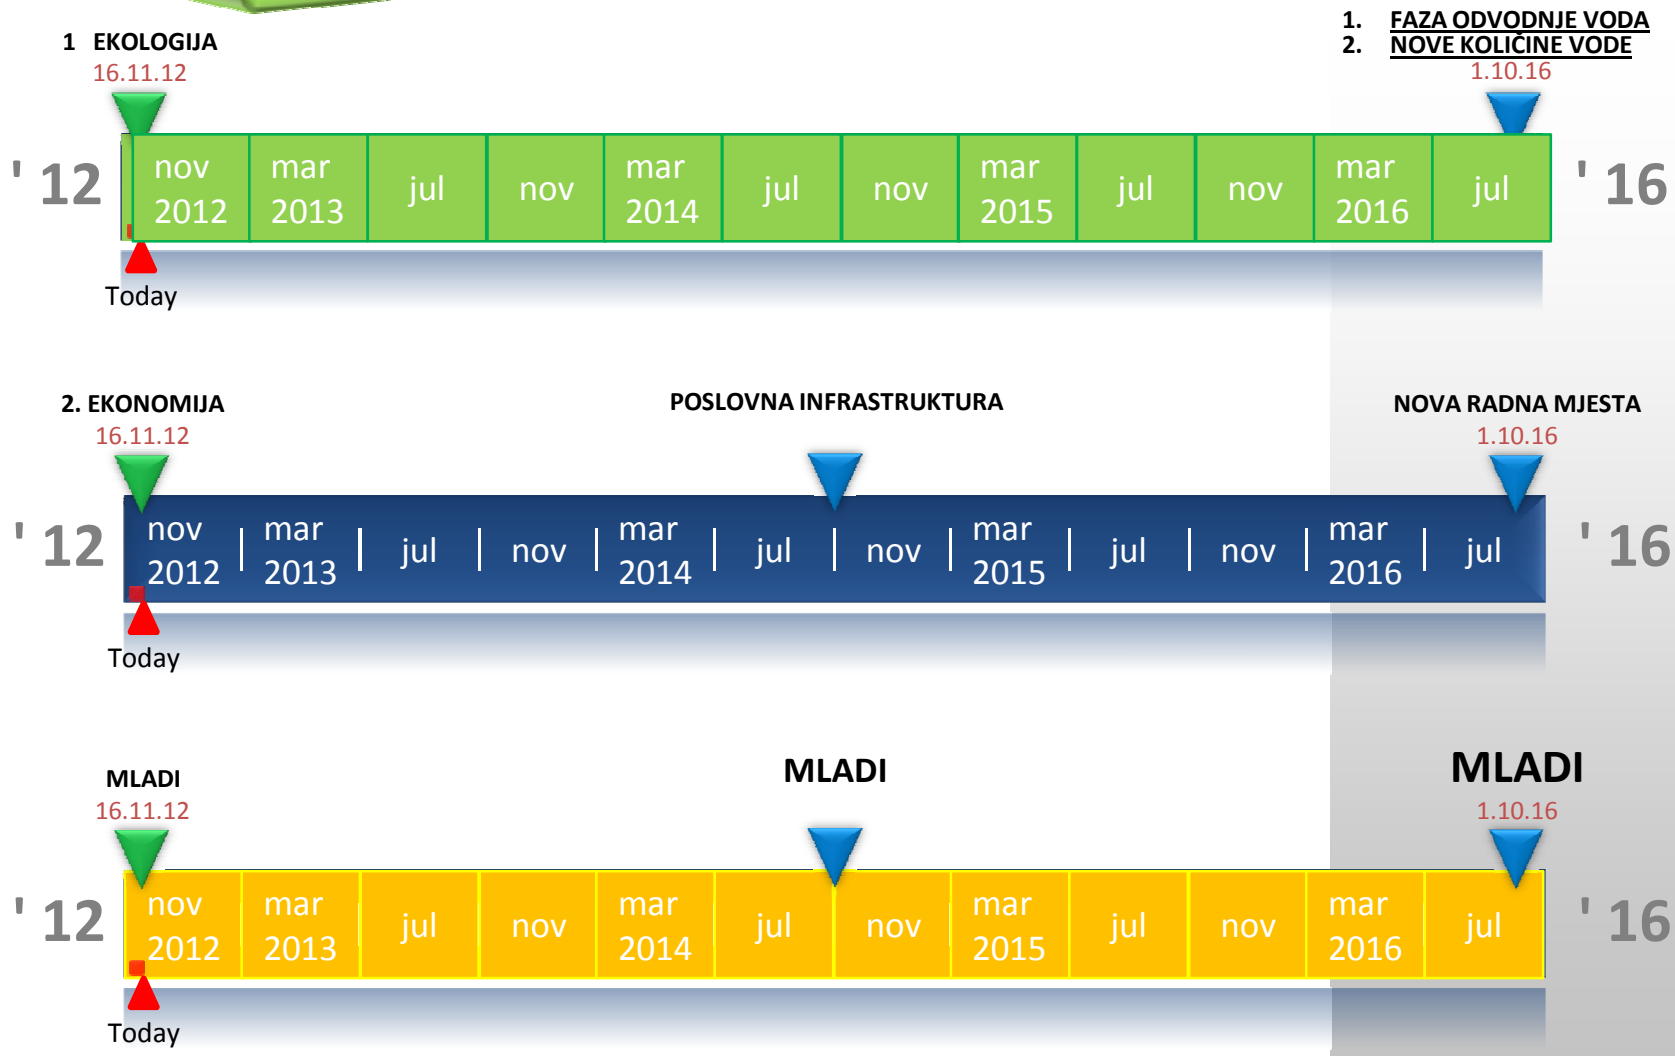 1 EKOLOGIJA
16.11.12
1. FAZA ODVODNJE VODA
2. NOVE KOLIČINE VODE
1.10.16
' 12
nov 2012
mar 2013
jul
nov
mar 2014
jul
nov
mar 2015
jul
nov
mar 2016
jul
' 16
Today
2. EKONOMIJA
16.11.12
POSLOVNA INFRASTRUKTURA
NOVA RADNA MJESTA
1.10.16
' 12
nov 2012
mar 2013
jul
nov
mar 2014
jul
nov
mar 2015
jul
nov
mar 2016
jul
' 16
Today
MLADI
16.11.12
MLADI
MLADI
1.10.16
' 12
nov 2012
mar 2013
jul
nov
mar 2014
jul
nov
mar 2015
jul
nov
mar 2016
jul
' 16
Today